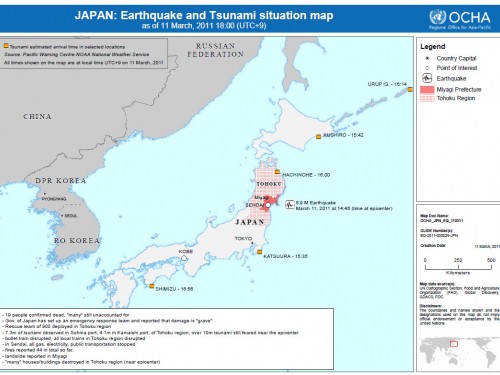 JAPAN: Earthquake and Tsunami situation map
as of 11 March, 2011 18:00 (UTC+9)
OCHA
Regional Office for Asia-Pacific
Tsunami estimated arrival time in selected locations
Source: Pacific Warning Centre NCAA National Weather Service
All times shown on the map are at local time UTC+9 on 11 March, 2011
Legend
Country Capital
Point of Interest
Earthquake
Miyagi Prefecture
Tohoku Region
RUSSIAN
FEDERATION
URUP IS. - 16:14
CHINA
KUSHIRO - 15:42
HACHINOHE - 16:00
DPR KOREA
PYONGYANG
TOHOKU
Miyagi
SENDAI
8.9 M Earthquake
March 11, 2011 at 14:46 (time at epicenter)
SEOUL
RO KOREA
JAPAN
TOKYO
KOBE
KATSUURA - 15:35
SHIMIZU - 16:56
Map Doc Name:
OCHA_JPN_EQ_110311
GLIDE Number(s)
EQ-2011-000028-JPN
Creation Date:
11 MARCH, 2011
0 250 500
Kilometers
Map data source(s):
UN Cartographic Section, Food and Agriculture
Organization (FAO), Global Discovery,
GDACS, PDC.
Disclaimers:
The boundaries and names shown and the
designations used on this map do not imply
official endorsement or acceptance by the
united nations.
- 19 people confirmed dead, "many" still unaccounted for
- Gov. of Japan has set up an emergency response team and reported that damage is "grave"
- Rescue team of 900 deployed in Tohoku region
- 7.3m of tsunami observed in Sohma port, 4.1m in Kamaishi port, of Tohoku region, over 10m tsunami still feared near the epicenter
- bullet train disrupted, all local trains in Tohoku region disrupted
- in Sendai, all gas, electricity, public transportation stopped
- fires reported 44 in total so far.
- landslide reported in Miyagi
- "many" houses/buildings destroyed in Tohoku region (near epicenter)